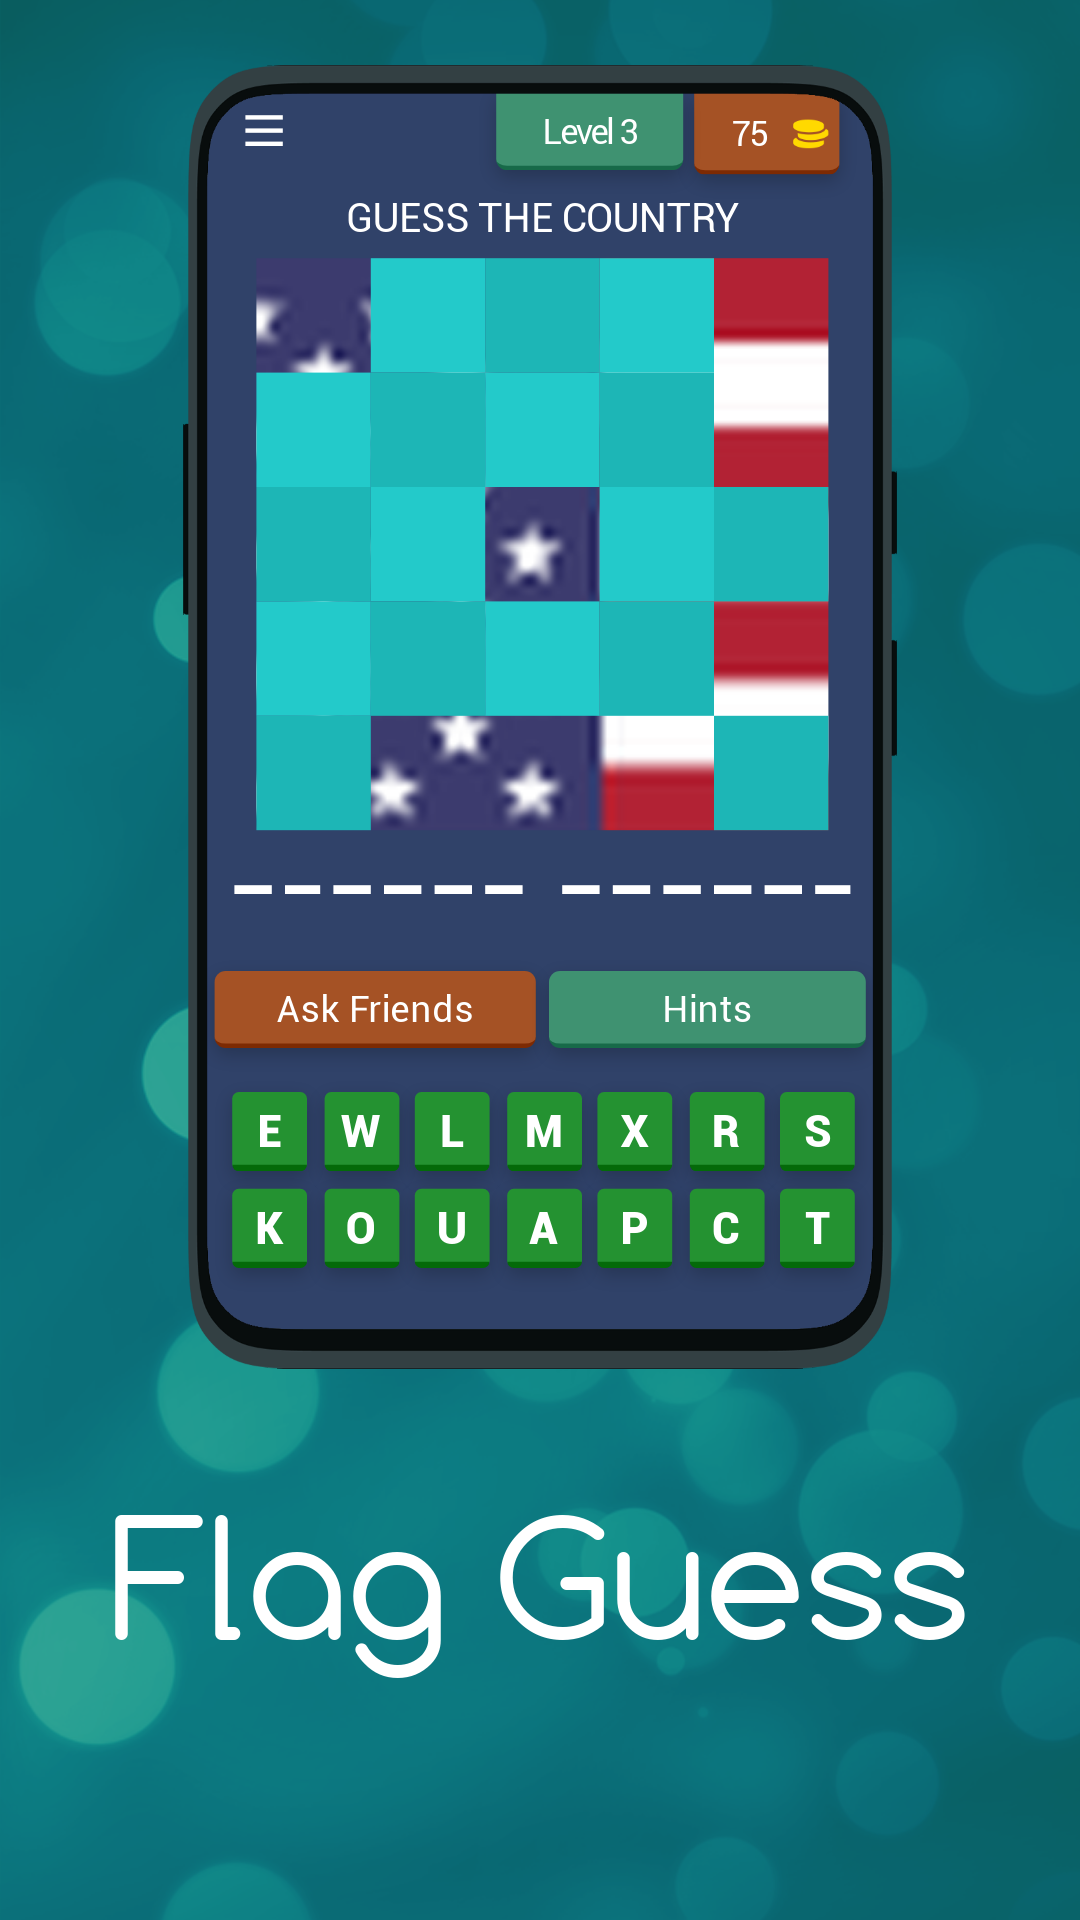 Level 3
75
GUESS THE COUNTRY
Ask Friends
Hints
E W L M X R S
K O U A P C T
Flag Guess